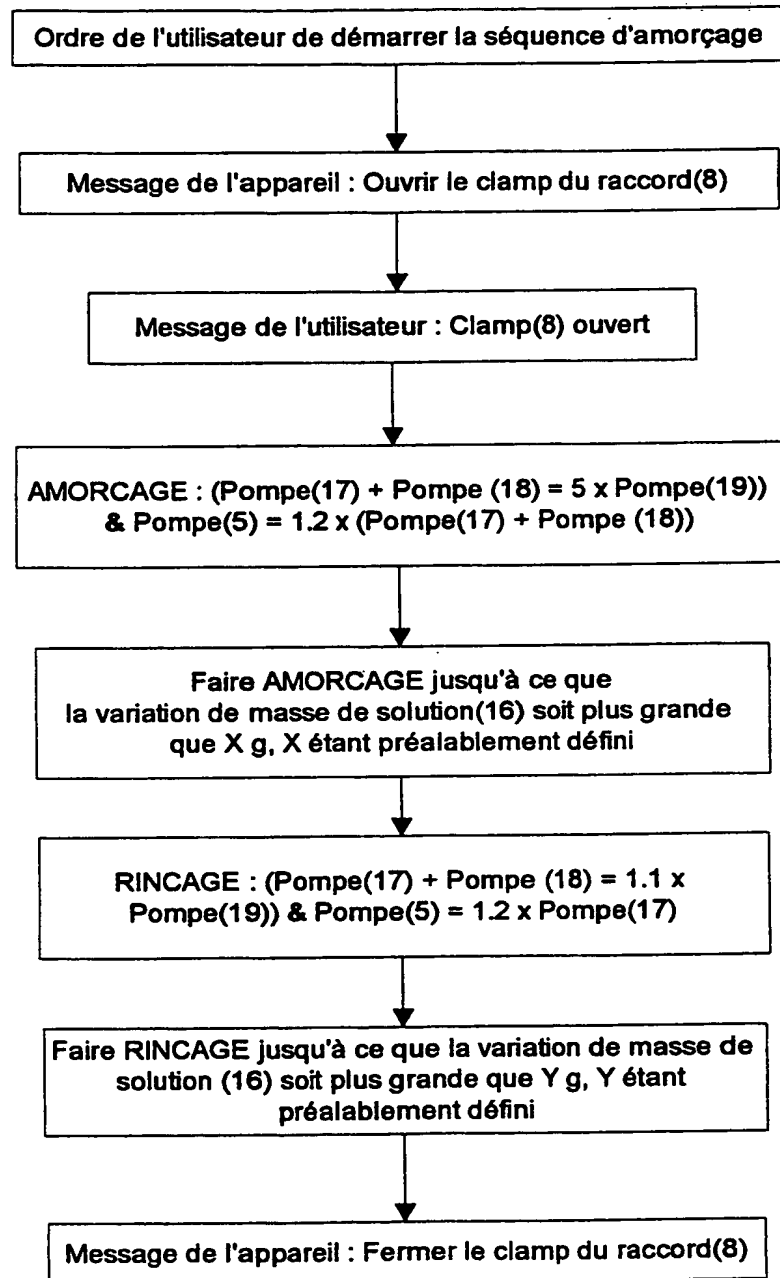 Ordre de l'utilisateur de démarrer la séquence d'amorçage
Message de l'appareil : Ouvrir le clamp du raccord(8)
Message de l'utilisateur : Clamp(8) ouvert
AMORCAGE : (Pompe(17) + Pompe (18) = 5 x Pompe(19))
& Pompe(5) = 1.2 x (Pompe(17) + Pompe (18))
Faire AMORCAGE jusqu'à ce que
la variation de masse de solution(16) soit plus grande
que X g, X étant préalablement défini
RINCAGE : (Pompe(17) + Pompe (18) = 1.1 x
Pompe(19)) & Pompe(5) = 1.2 x Pompe(17)
Faire RINCAGE jusqu'à ce que la variation de masse de
solution (16) soit plus grande que Y g, Y étant
préalablement défini
Message de l'appareil : Fermer le clamp du raccord(8)